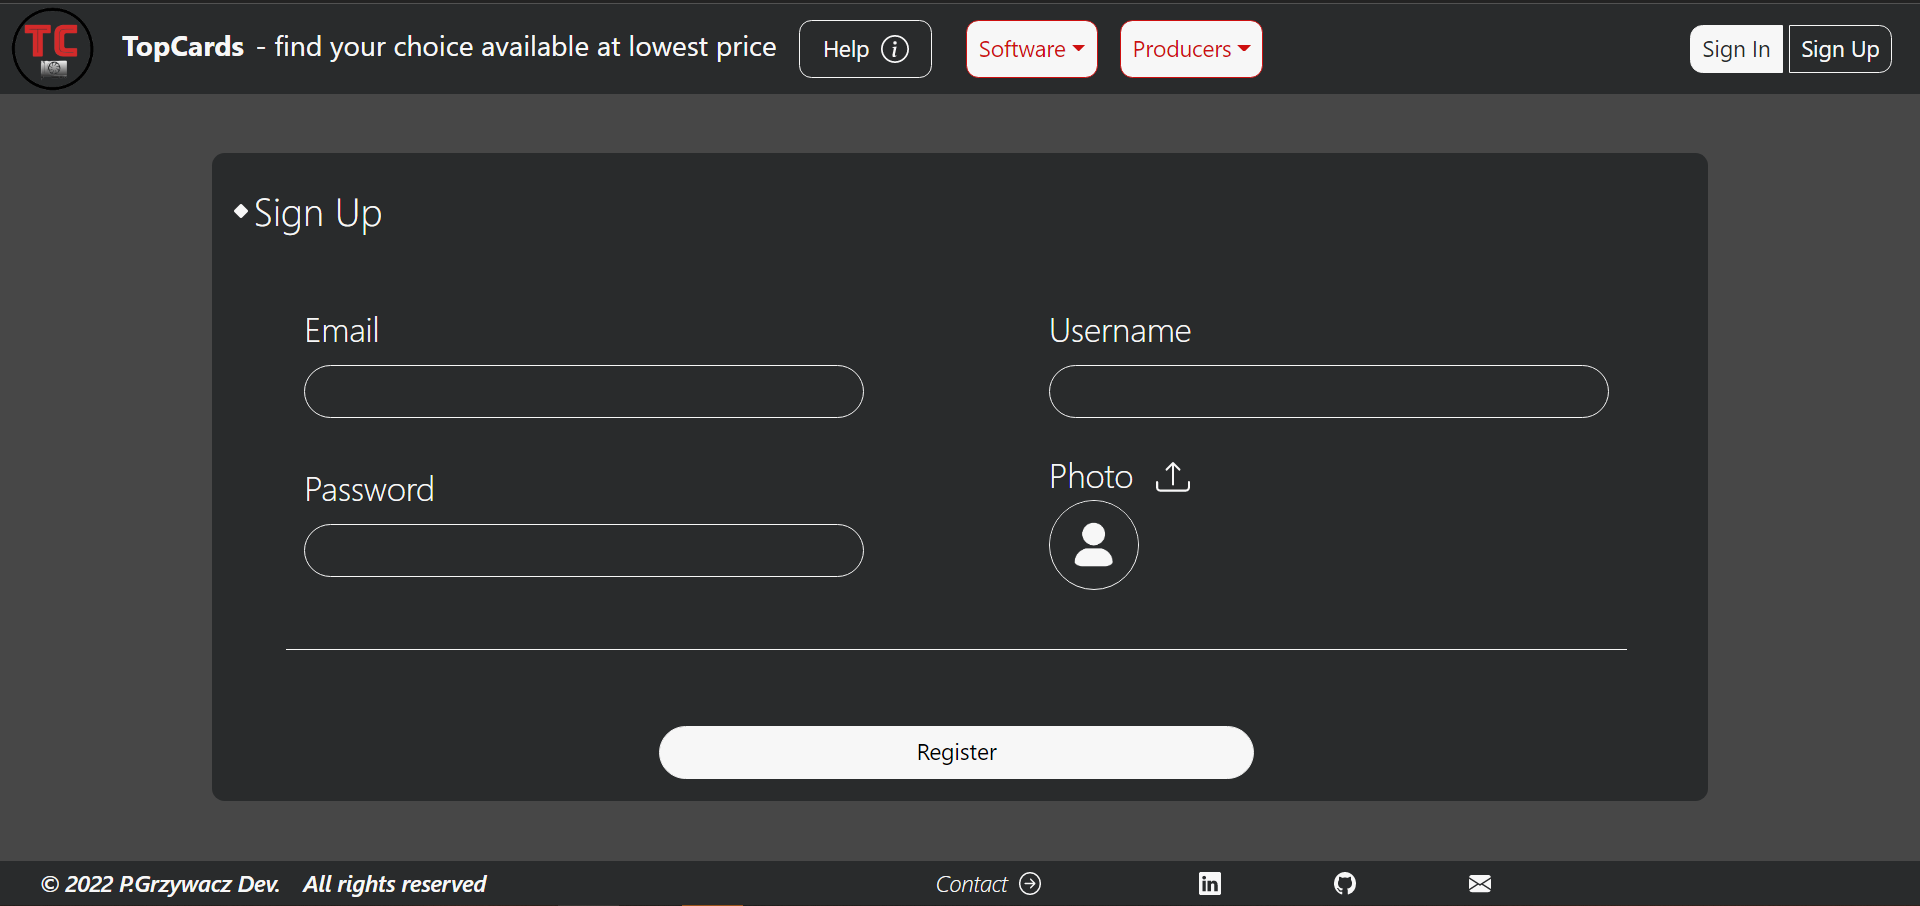 TC
TopCards - find your choice available at lowest price
Help
Software
Producers
Sign In
Sign Up
Sign Up
Email
Username
Password
Photo
Register
© 2022 P.Grzywacz Dev. All rights reserved
Contact
in